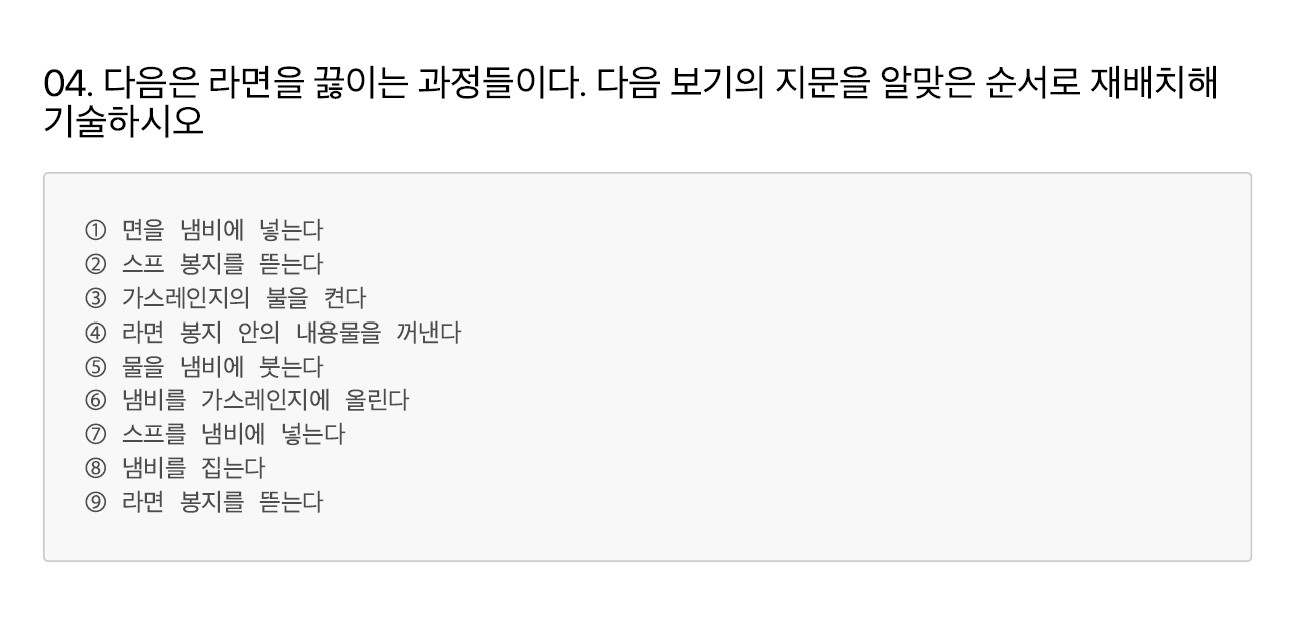 04. 다음은 라면을 끓이는 과정들이다. 다음 보기의 지문을 알맞은 순서로 재배치해
기술하시오
① 면을 냄비에 넣는다
② 스프 봉지를 뜯는다
③ 가스레인지의 불을 켠다
④ 라면 봉지 안의 내용물을 꺼낸다
⑤ 물을 냄비에 붓는다
⑥ 냄비를 가스레인지에 올린다
⑦ 스프를 냄비에 넣는다
⑧ 냄비를 집는다
⑨ 라면 봉지를 뜯는다